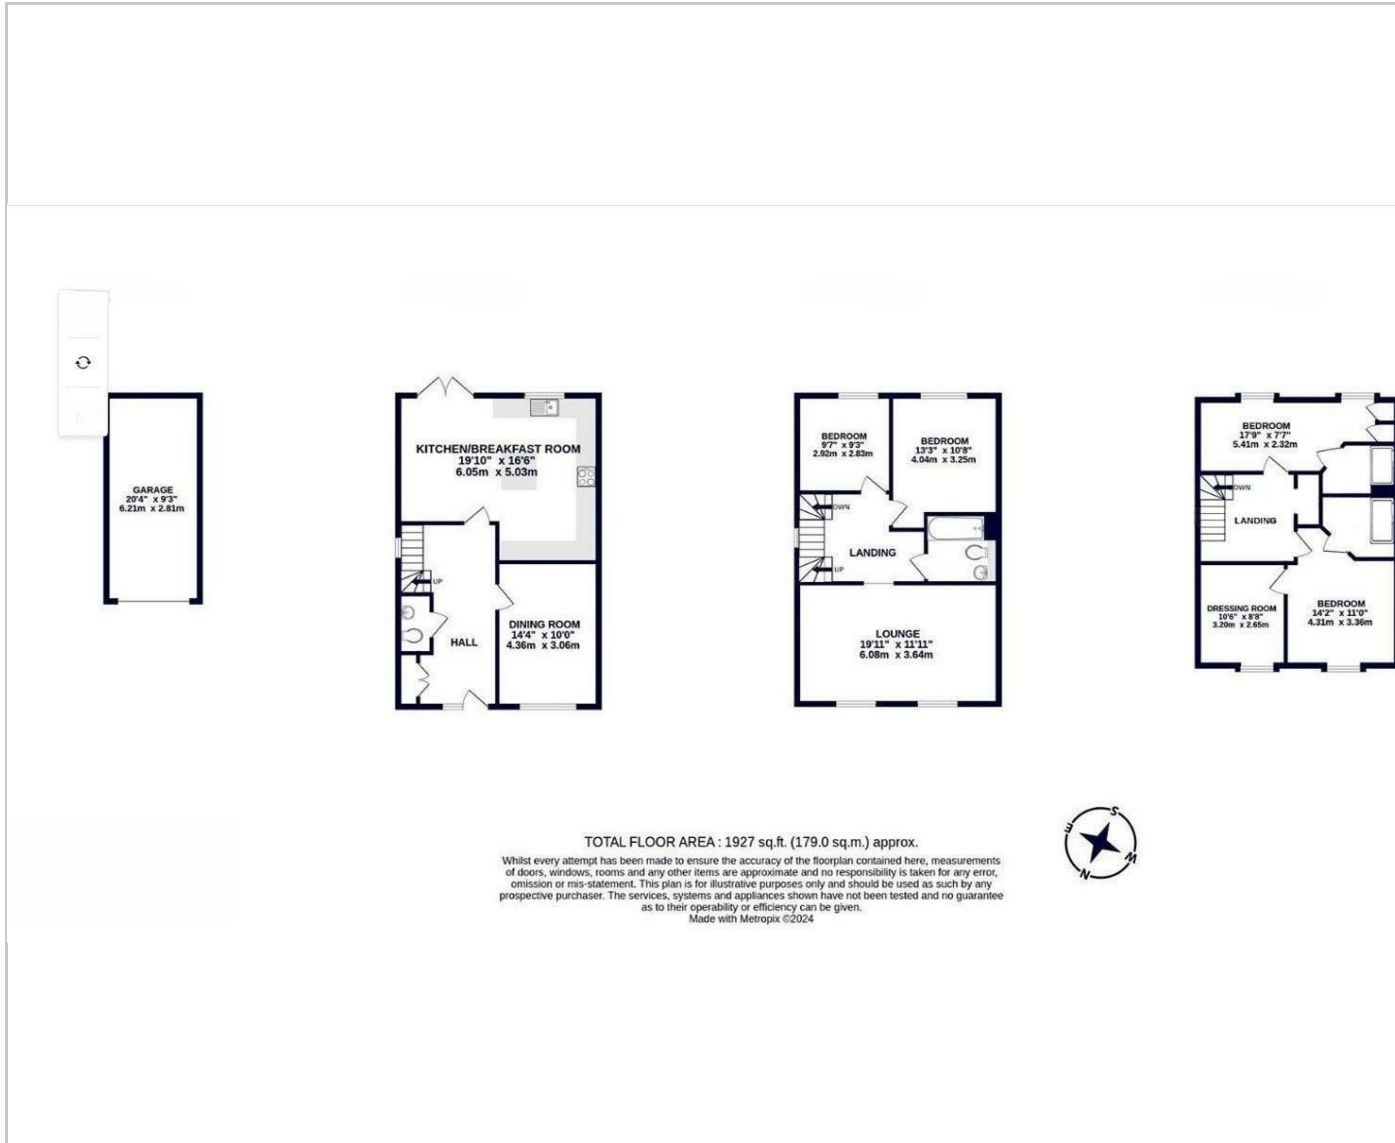 GARAGE
20'4" x 9'3"
6.21m x 2.81m
KITCHEN/BREAKFAST ROOM
19'10" x 16'6"
6.05m x 5.03m
UP
HALL
DINING ROOM
14'4" x 10'0"
4.36m x 3.06m
BEDROOM
9'7" x 9'3"
2.92m x 2.83m
BEDROOM
13'3" x 10'8"
4.04m x 3.25m
DOWN
LANDING
UP
LOUNGE
19'11" x 11'11"
6.08m x 3.64m
BEDROOM
17'9" x 7'7"
5.41m x 2.32m
DOWN
LANDING
DRESSING ROOM
10'6" x 8'8"
3.20m x 2.65m
BEDROOM
14'2" x 11'0"
4.31m x 3.36m
TOTAL FLOOR AREA : 1927 sq.ft. (179.0 sq.m.) approx.
Whilst every attempt has been made to ensure the accuracy of the floorplan contained here, measurements
of doors, windows, rooms and any other items are approximate and no responsibility is taken for any error,
omission or mis-statement. This plan is for illustrative purposes only and should be used as such by any
prospective purchaser. The services, systems and appliances shown have not been tested and no guarantee
as to their operability or efficiency can be given.
Made with Metropix ©2024
S
E
W
N